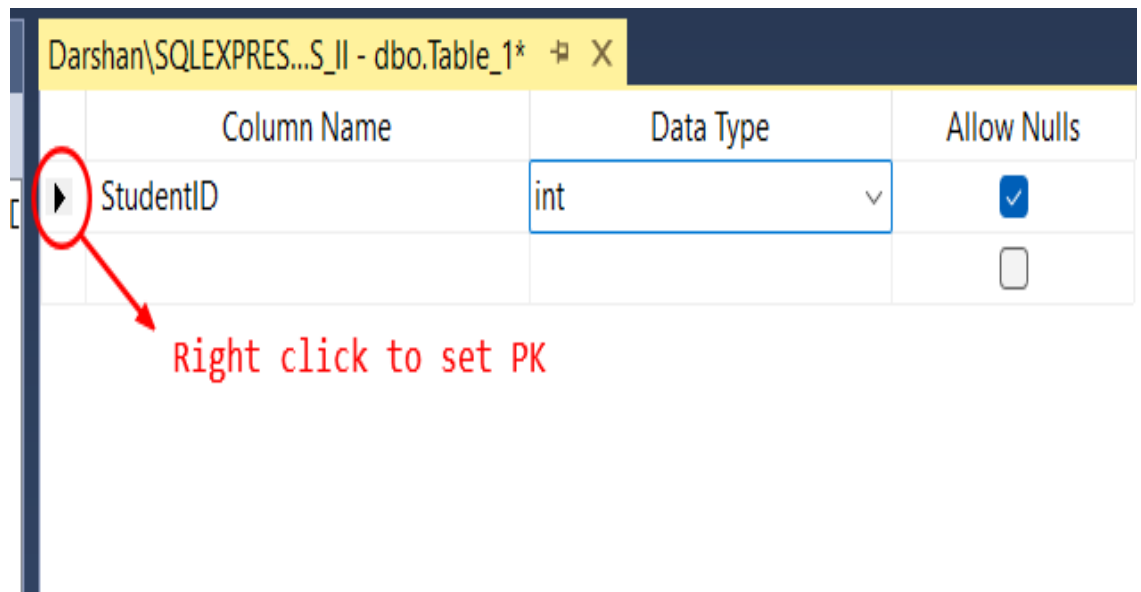 Darshan\SQLEXPRES...S_II - dbo.Table_1*
Column Name Data Type Allow Nulls
StudentID int
Right click to set PK